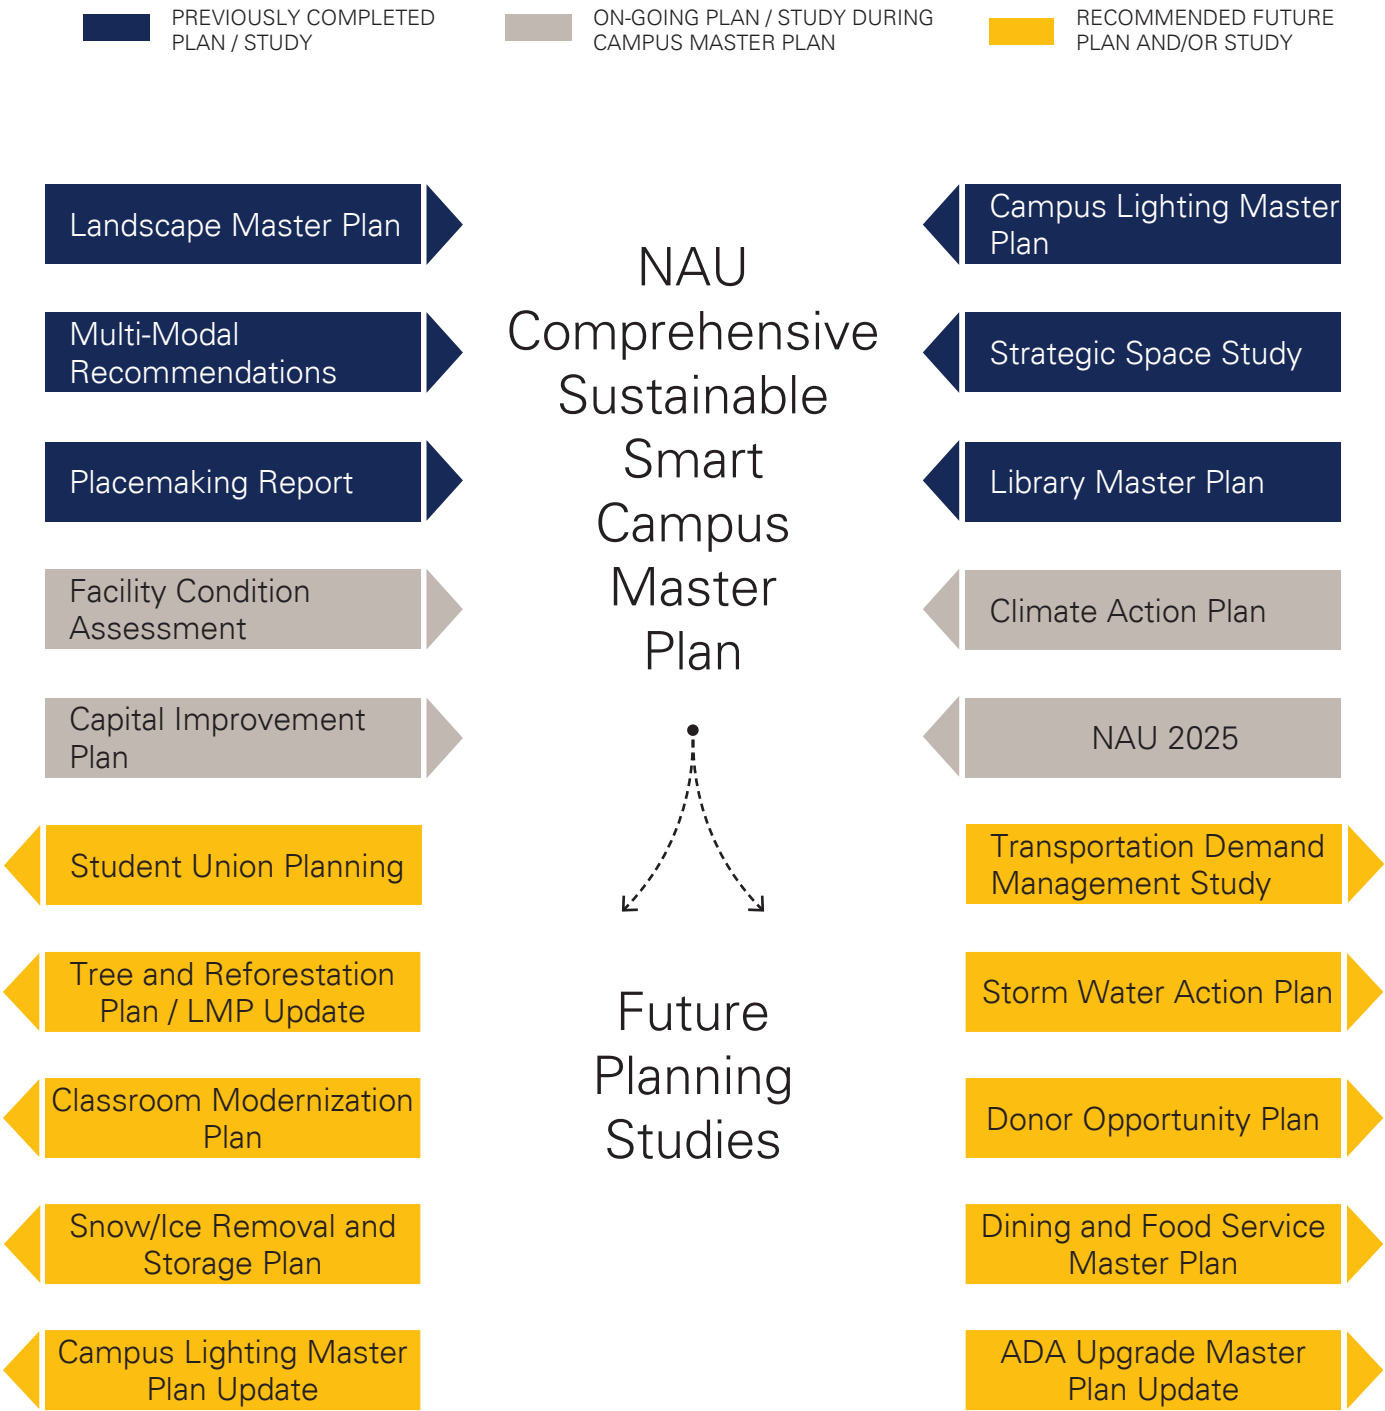 PREVIOUSLY COMPLETED
PLAN / STUDY
ON-GOING PLAN / STUDY DURING
CAMPUS MASTER PLAN
RECOMMENDED FUTURE
PLAN AND/OR STUDY
Landscape Master Plan
Multi-Modal
Recommendations
Placemaking Report
Facility Condition
Assessment
Capital Improvement
Plan
Student Union Planning
Tree and Reforestation
Plan / LMP Update
Classroom Modernization
Plan
Snow/Ice Removal and
Storage Plan
Campus Lighting Master
Plan Update
NAU
Comprehensive
Sustainable
Smart
Campus
Master
Plan
Future
Planning
Studies
Campus Lighting Master
Plan
Strategic Space Study
Library Master Plan
Climate Action Plan
NAU 2025
Transportation Demand
Management Study
Storm Water Action Plan
Donor Opportunity Plan
Dining and Food Service
Master Plan
ADA Upgrade Master
Plan Update